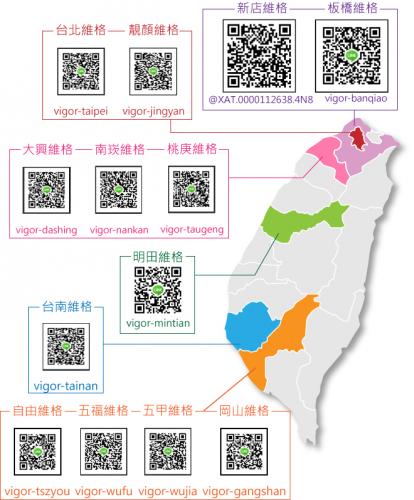 台北維格 靚顏維格
vigor-taipei vigor-jingyan
新店維格 板橋維格
@XAT.0000112638.4N8 vigor-banqiao
大興維格 南崁維格 桃庚維格
vigor-dashing vigor-nankan vigor-taugeng
明田維格
vigor-mintian
台南維格
vigor-tainan
自由維格 五福維格 五甲維格 岡山維格
vigor-tszyou vigor-wufu vigor-wujia vigor-gangshan